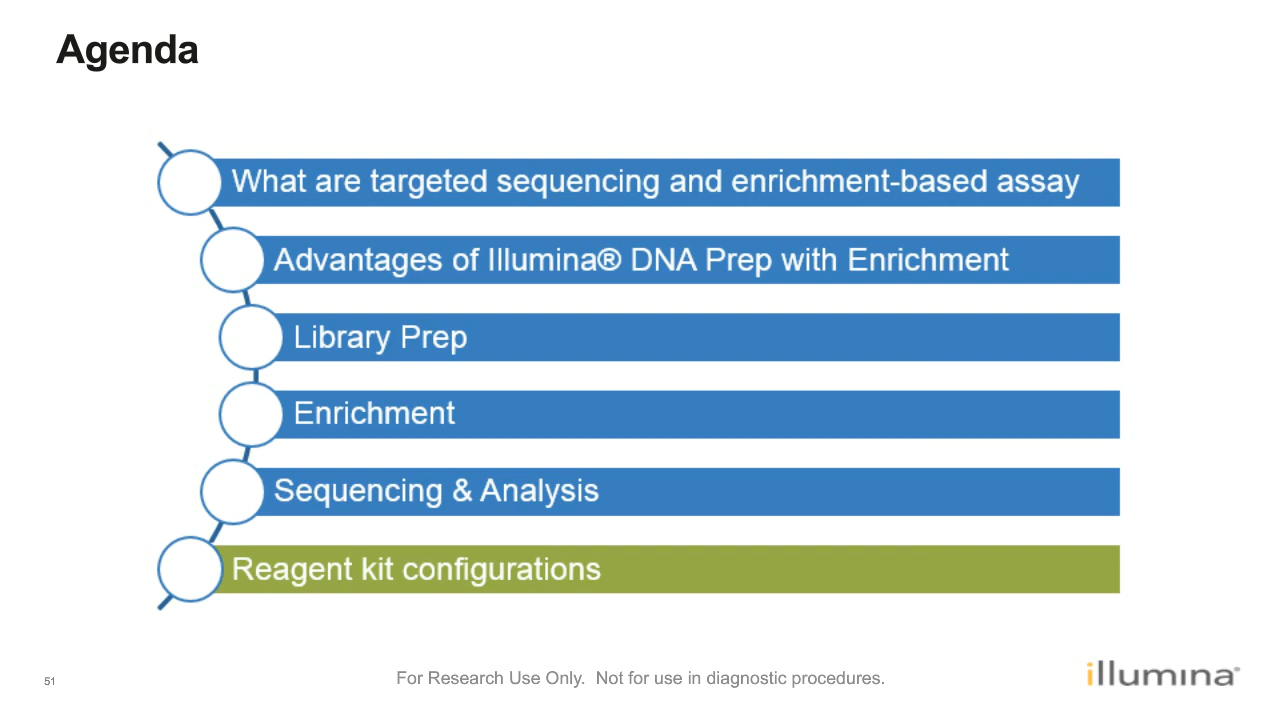 Agenda
What are targeted sequencing and enrichment-based assay
Advantages of Illumina® DNA Prep with Enrichment
Library Prep
Enrichment
Sequencing & Analysis
Reagent kit configurations
51
For Research Use Only.  Not for use in diagnostic procedures.
illumina®